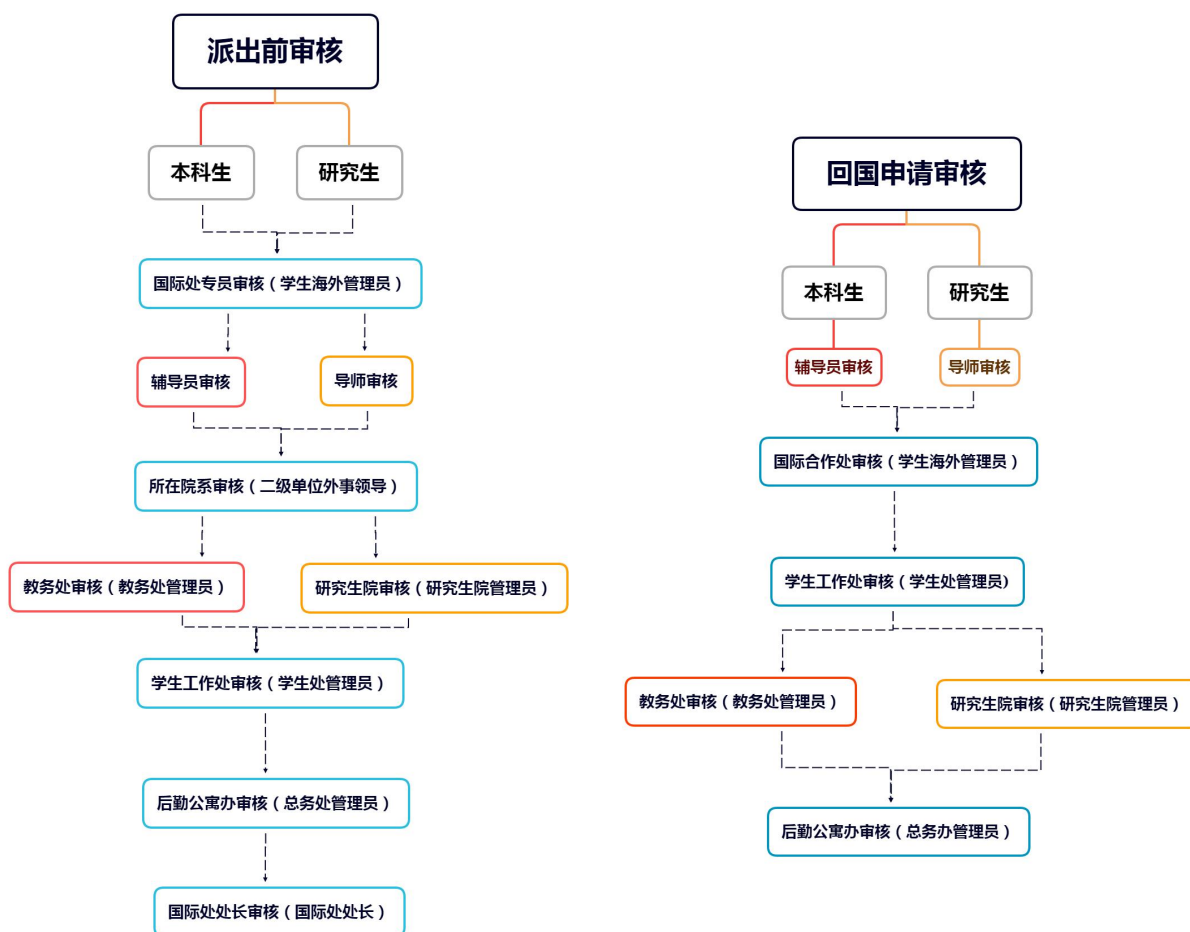 派出前审核
本科生
研究生
国际处专员审核（学生海外管理员）
辅导员审核
导师审核
所在院系审核（二级单位外事领导）
教务处审核（教务处管理员）
研究生院审核（研究生院管理员）
学生工作处审核（学生处管理员）
后勤公寓办审核（总务处管理员）
国际处处长审核（国际处处长）
回国申请审核
本科生
研究生
辅导员审核
导师审核
国际合作处审核（学生海外管理员）
学生工作处审核（学生处管理员)
教务处审核（教务处管理员）
研究生院审核（研究生院管理员）
后勤公寓办审核（总务办管理员）